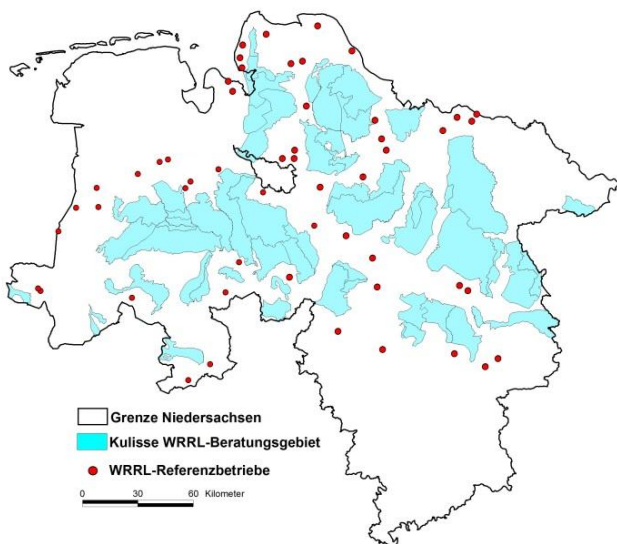 Grenze Niedersachsen
Kulisse WRRL-Beratungsgebiet
WRRL-Referenzbetriebe
0 30 60 Kilometer